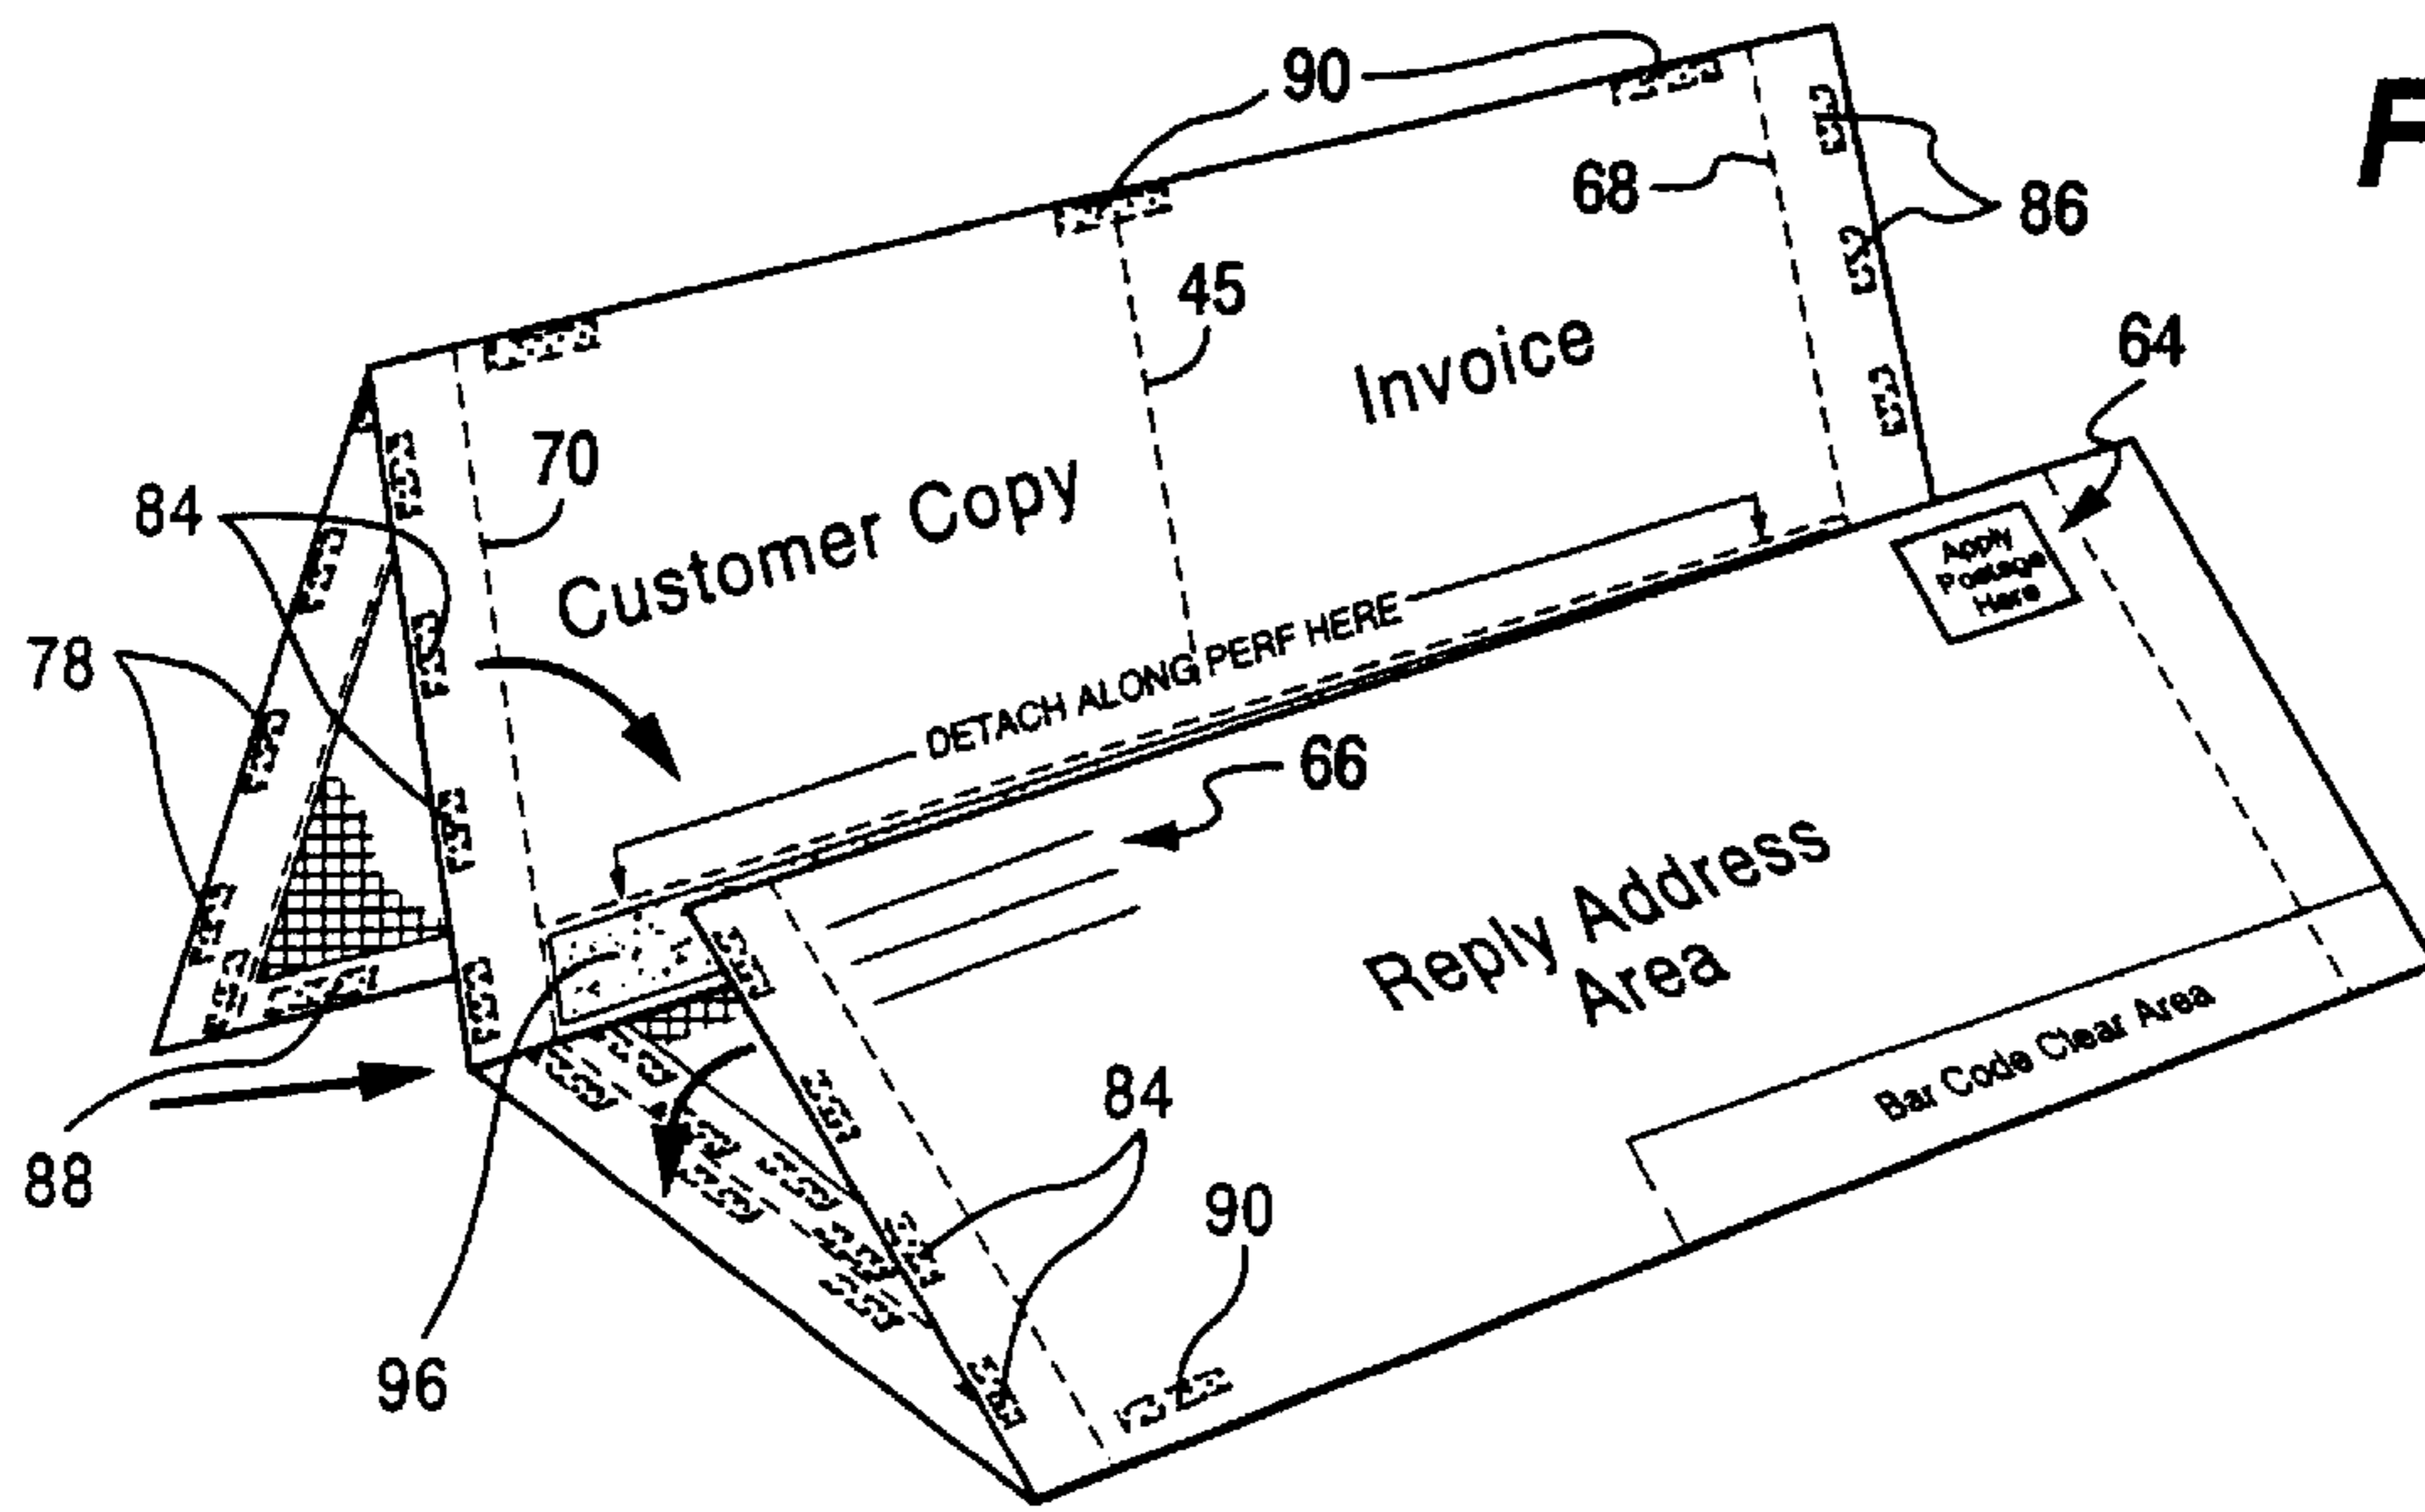 90
F
68
86
45
Invoice
64
70
Customer Copy
84
Apply
Postage
Here
DETACH ALONG PERF HERE
78
66
Reply Address
Area
Bar Code Clear Area
84
88
90
96